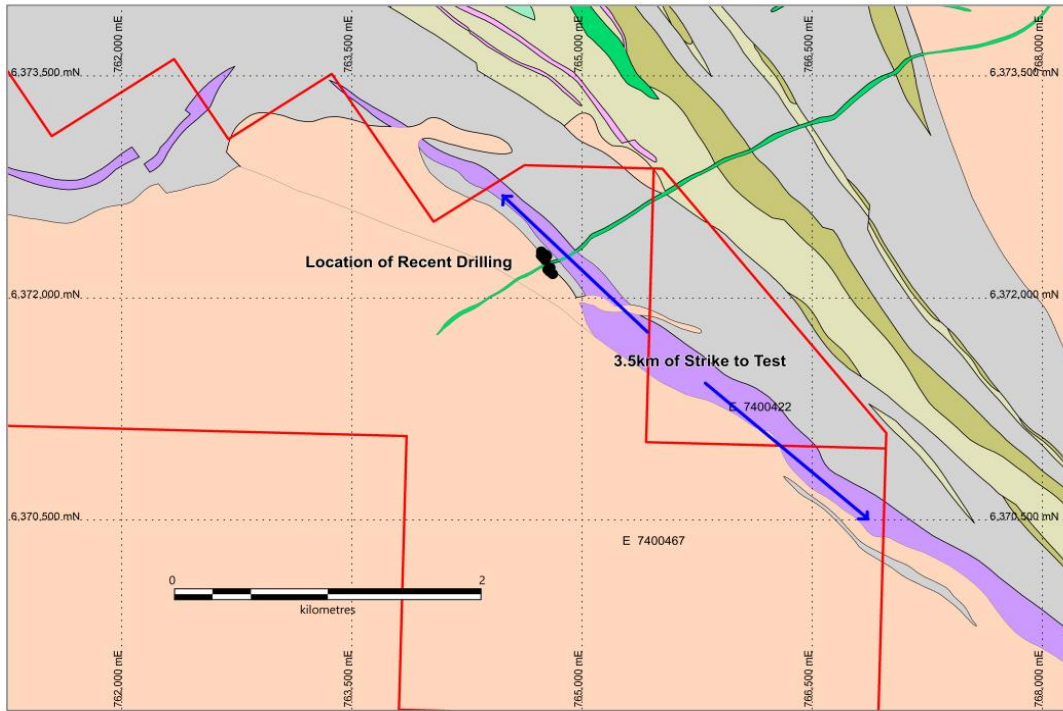 762,000 mE
763,500 mE
765,000 mE
766,500 mE
768,000 mE
6,373,500 mN
6,373,500 mN
Location of Recent Drilling
6,372,000 mN
6,372,000 mN
3.5km of Strike to Test
E 7400422
6,370,500 mN
6,370,500 mN
E 7400467
0
2
kilometres
762,000 mE
763,500 mE
765,000 mE
766,500 mE
768,000 mE